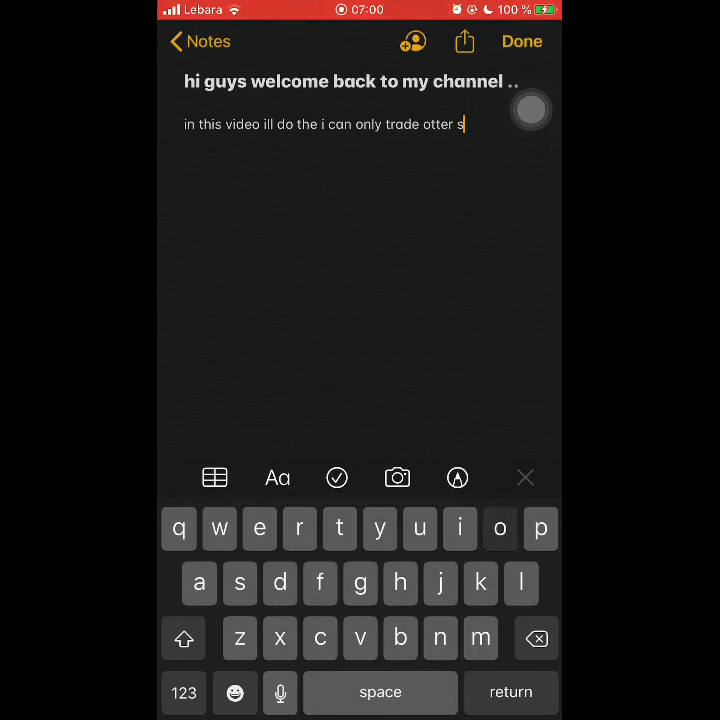 Lebara 07:00 100 %
Notes Done
hi guys welcome back to my channel ..
in this video ill do the i can only trade otter s
Aa
q w e r t y u i o p
a s d f g h j k l
z x c v b n m
123 space return